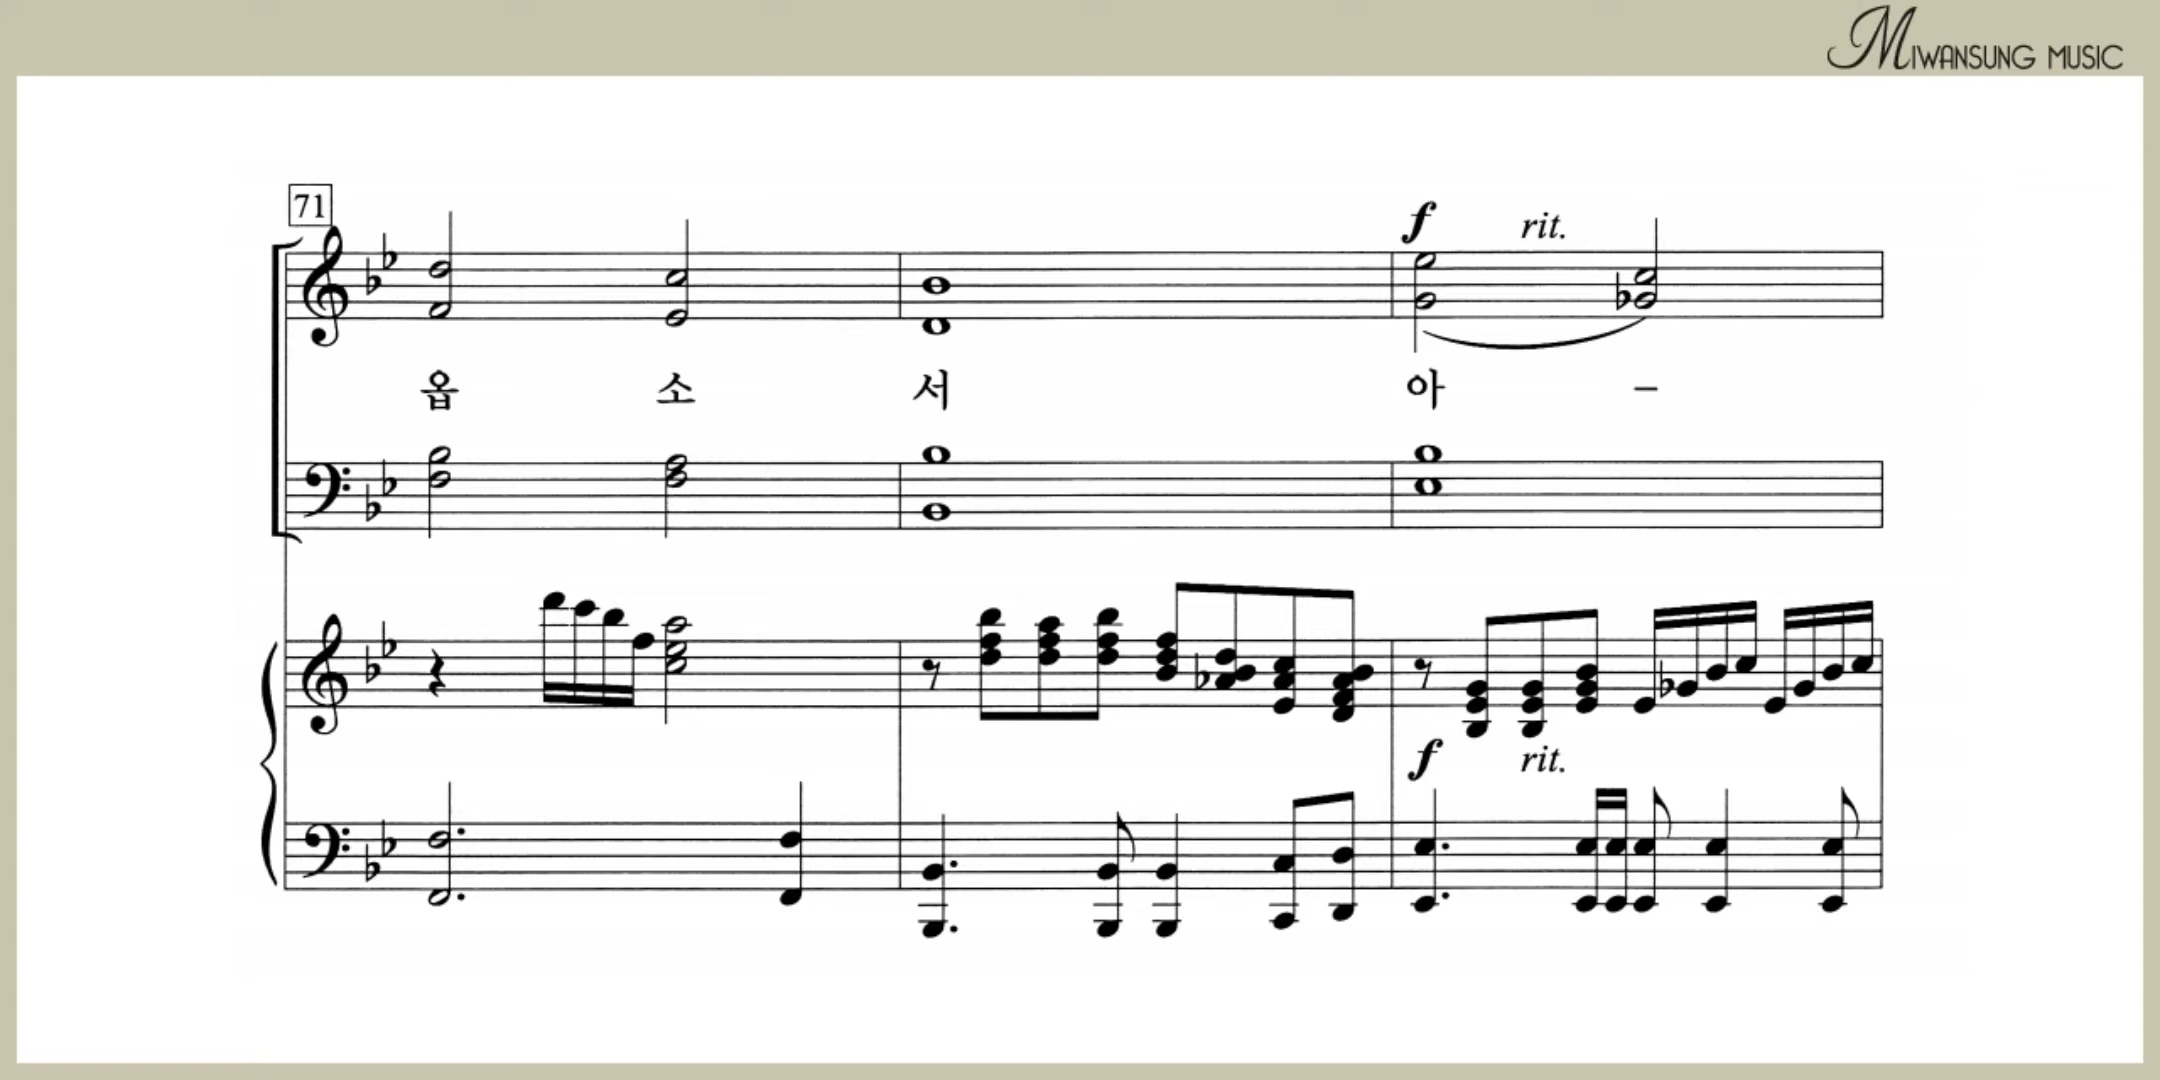 MIWANSUNG MUSIC
71
f rit.
옵 소 서 아 –
f rit.